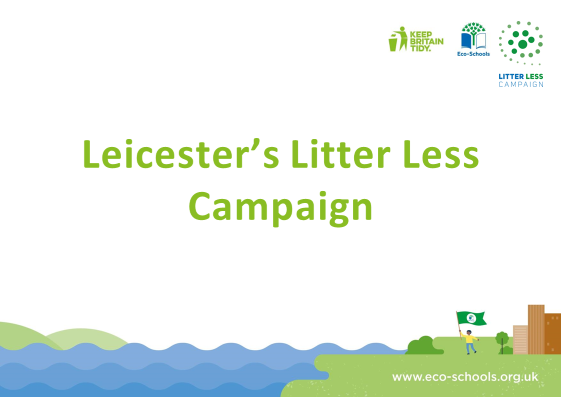 KEEP
BRITAIN
TIDY.
Eco-Schools
LITTER LESS
CAMPAIGN
Leicester’s Litter Less
Campaign
www.eco-schools.org.uk